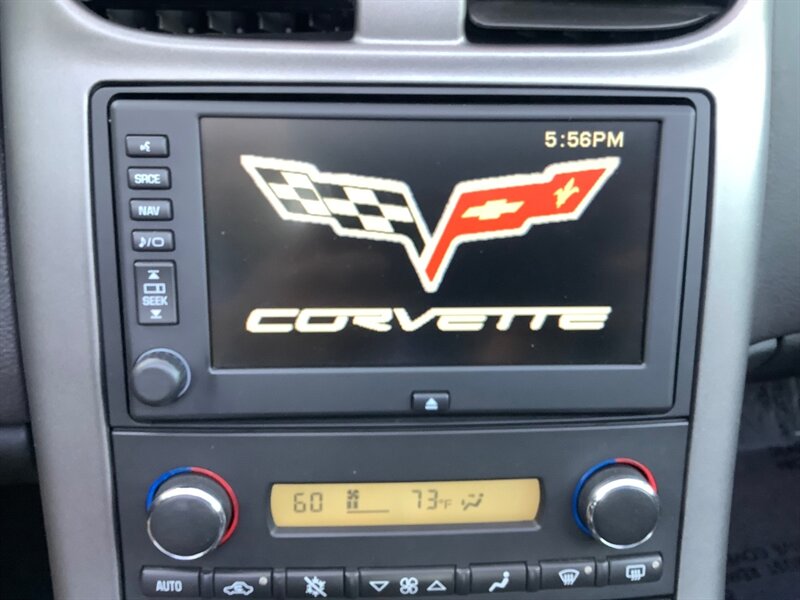 5:56PM
SRCE
NAV
SEEK
CORVETTE
60
73°F
AUTO